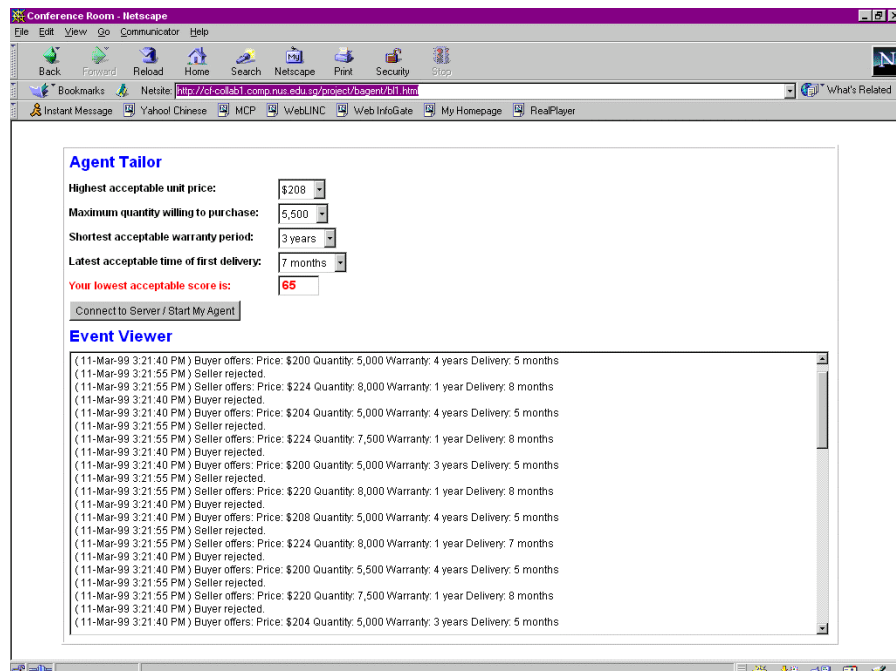 Conference Room - Netscape
File Edit View Go Communicator Help
Back Forward Reload Home Search Netscape Print Security Stop
Bookmarks Netsite: http://cf-collab1.comp.nus.edu.sg/project/bagent/bl1.htm What's Related
Instant Message Yahoo! Chinese MCP WebLINC Web InfoGate My Homepage RealPlayer
Agent Tailor
Highest acceptable unit price: $208
Maximum quantity willing to purchase: 5,500
Shortest acceptable warranty period: 3 years
Latest acceptable time of first delivery: 7 months
Your lowest acceptable score is: 65
Connect to Server / Start My Agent
Event Viewer
( 11-Mar-99 3:21:40 PM ) Buyer offers: Price: $200 Quantity: 5,000 Warranty: 4 years Delivery: 5 months
( 11-Mar-99 3:21:55 PM ) Seller rejected.
( 11-Mar-99 3:21:55 PM ) Seller offers: Price: $224 Quantity: 8,000 Warranty: 1 year Delivery: 8 months
( 11-Mar-99 3:21:40 PM ) Buyer rejected.
( 11-Mar-99 3:21:40 PM ) Buyer offers: Price: $204 Quantity: 5,000 Warranty: 4 years Delivery: 5 months
( 11-Mar-99 3:21:55 PM ) Seller rejected.
( 11-Mar-99 3:21:55 PM ) Seller offers: Price: $224 Quantity: 7,500 Warranty: 1 year Delivery: 8 months
( 11-Mar-99 3:21:40 PM ) Buyer rejected.
( 11-Mar-99 3:21:40 PM ) Buyer offers: Price: $200 Quantity: 5,000 Warranty: 3 years Delivery: 5 months
( 11-Mar-99 3:21:55 PM ) Seller rejected.
( 11-Mar-99 3:21:55 PM ) Seller offers: Price: $220 Quantity: 8,000 Warranty: 1 year Delivery: 8 months
( 11-Mar-99 3:21:40 PM ) Buyer rejected.
( 11-Mar-99 3:21:40 PM ) Buyer offers: Price: $208 Quantity: 5,000 Warranty: 4 years Delivery: 5 months
( 11-Mar-99 3:21:55 PM ) Seller rejected.
( 11-Mar-99 3:21:55 PM ) Seller offers: Price: $224 Quantity: 8,000 Warranty: 1 year Delivery: 7 months
( 11-Mar-99 3:21:40 PM ) Buyer rejected.
( 11-Mar-99 3:21:40 PM ) Buyer offers: Price: $200 Quantity: 5,500 Warranty: 4 years Delivery: 5 months
( 11-Mar-99 3:21:55 PM ) Seller rejected.
( 11-Mar-99 3:21:55 PM ) Seller offers: Price: $220 Quantity: 7,500 Warranty: 1 year Delivery: 8 months
( 11-Mar-99 3:21:40 PM ) Buyer rejected.
( 11-Mar-99 3:21:40 PM ) Buyer offers: Price: $204 Quantity: 5,000 Warranty: 3 years Delivery: 5 months